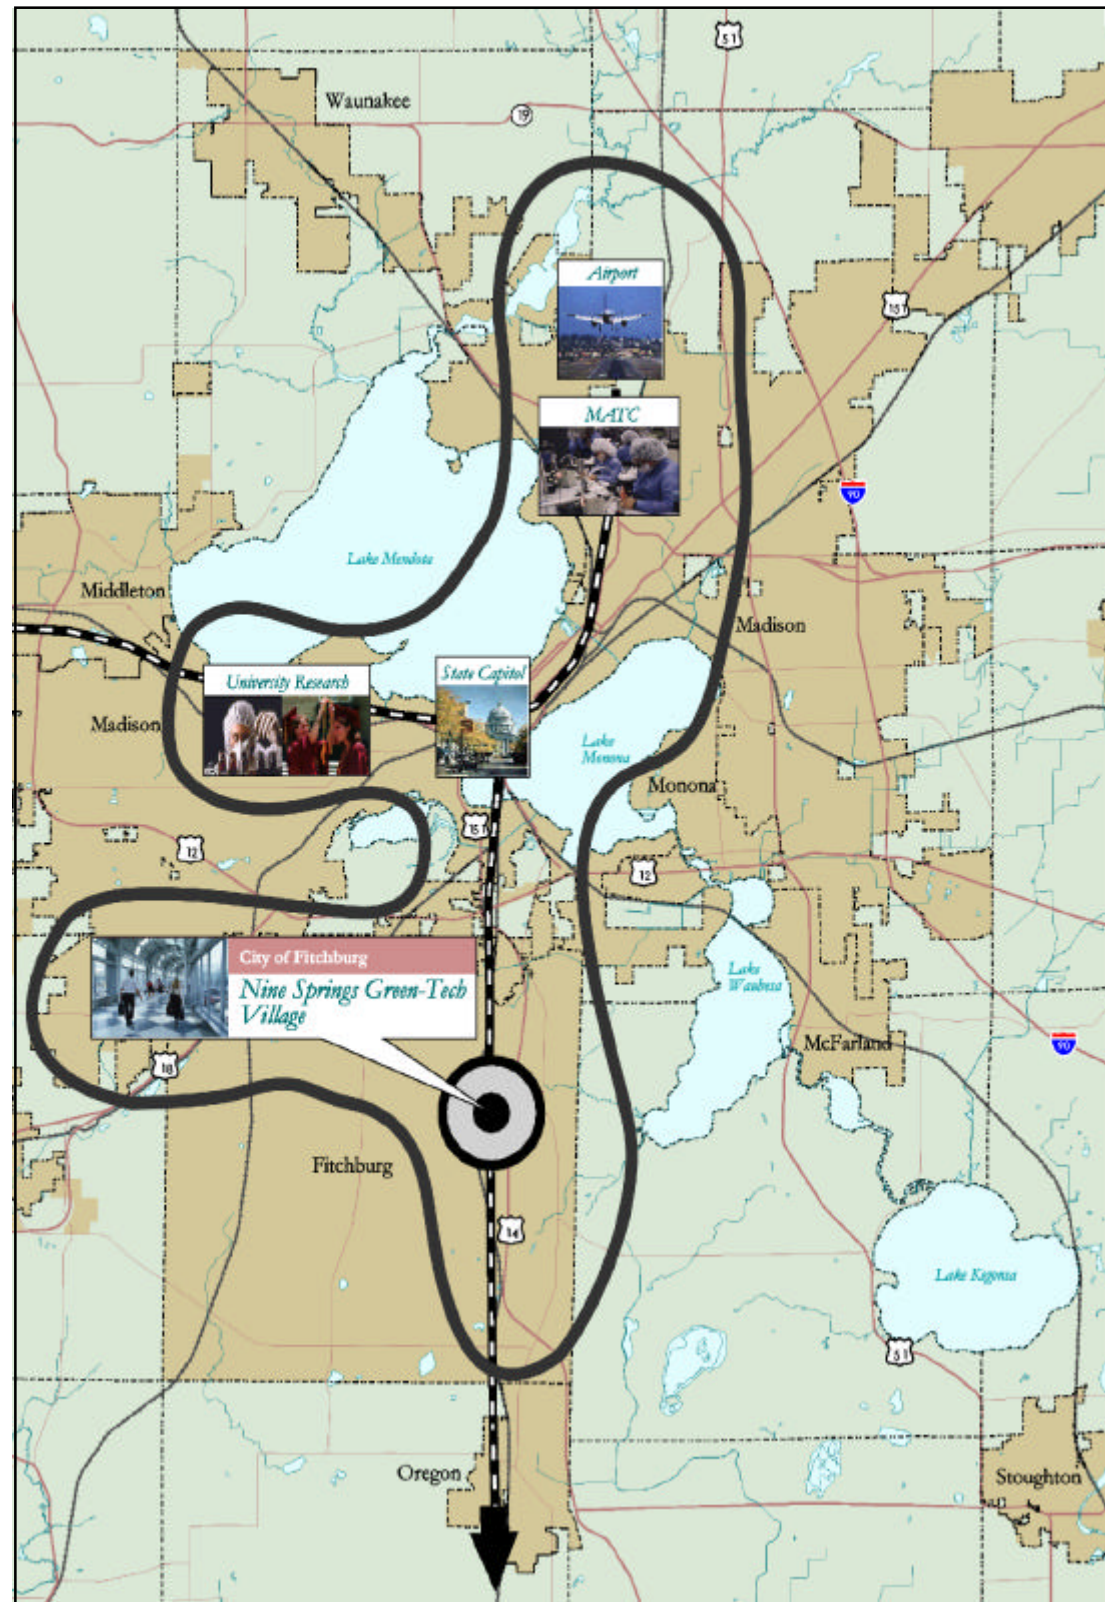 51
Waunakee
19
Airport
151
MATC
90
Lake Mendota
Middleton
Madison
University Research
State Capitol
Madison
Lake
Monona
Monona
151
12
12
City of Fitchburg
Nine Springs Green-Tech
Village
Lake
Waubesa
McFarland
90
18
Fitchburg
14
Lake Kegonsa
51
Oregon
Stoughton